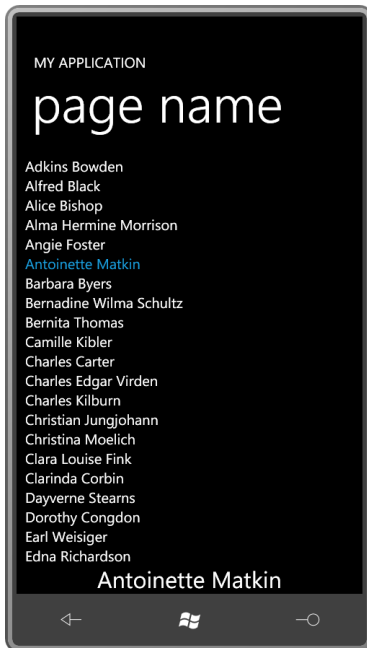 MY APPLICATION
page name
Adkins Bowden
Alfred Black
Alice Bishop
Alma Hermine Morrison
Angie Foster
Antoinette Matkin
Barbara Byers
Bernadine Wilma Schultz
Bernita Thomas
Camille Kibler
Charles Carter
Charles Edgar Virden
Charles Kilburn
Christian Jungjohann
Christina Moelich
Clara Louise Fink
Clarinda Corbin
Dayverne Stearns
Dorothy Congdon
Earl Weisiger
Edna Richardson
Antoinette Matkin